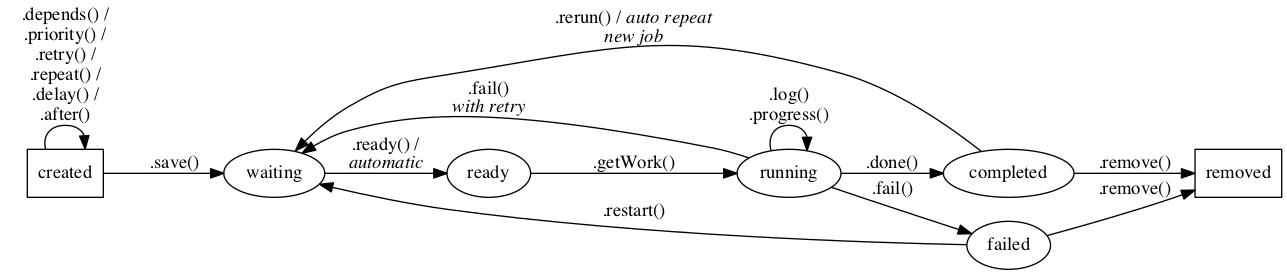 .depends() /
.priority() /
.retry() /
.repeat() /
.delay() /
.after()
created
.save()
waiting
.rerun() / auto repeat
new job
.fail()
with retry
.ready() /
automatic
ready
.getWork()
.log()
.progress()
running
.done()
.fail()
completed
.restart()
failed
.remove()
.remove()
removed